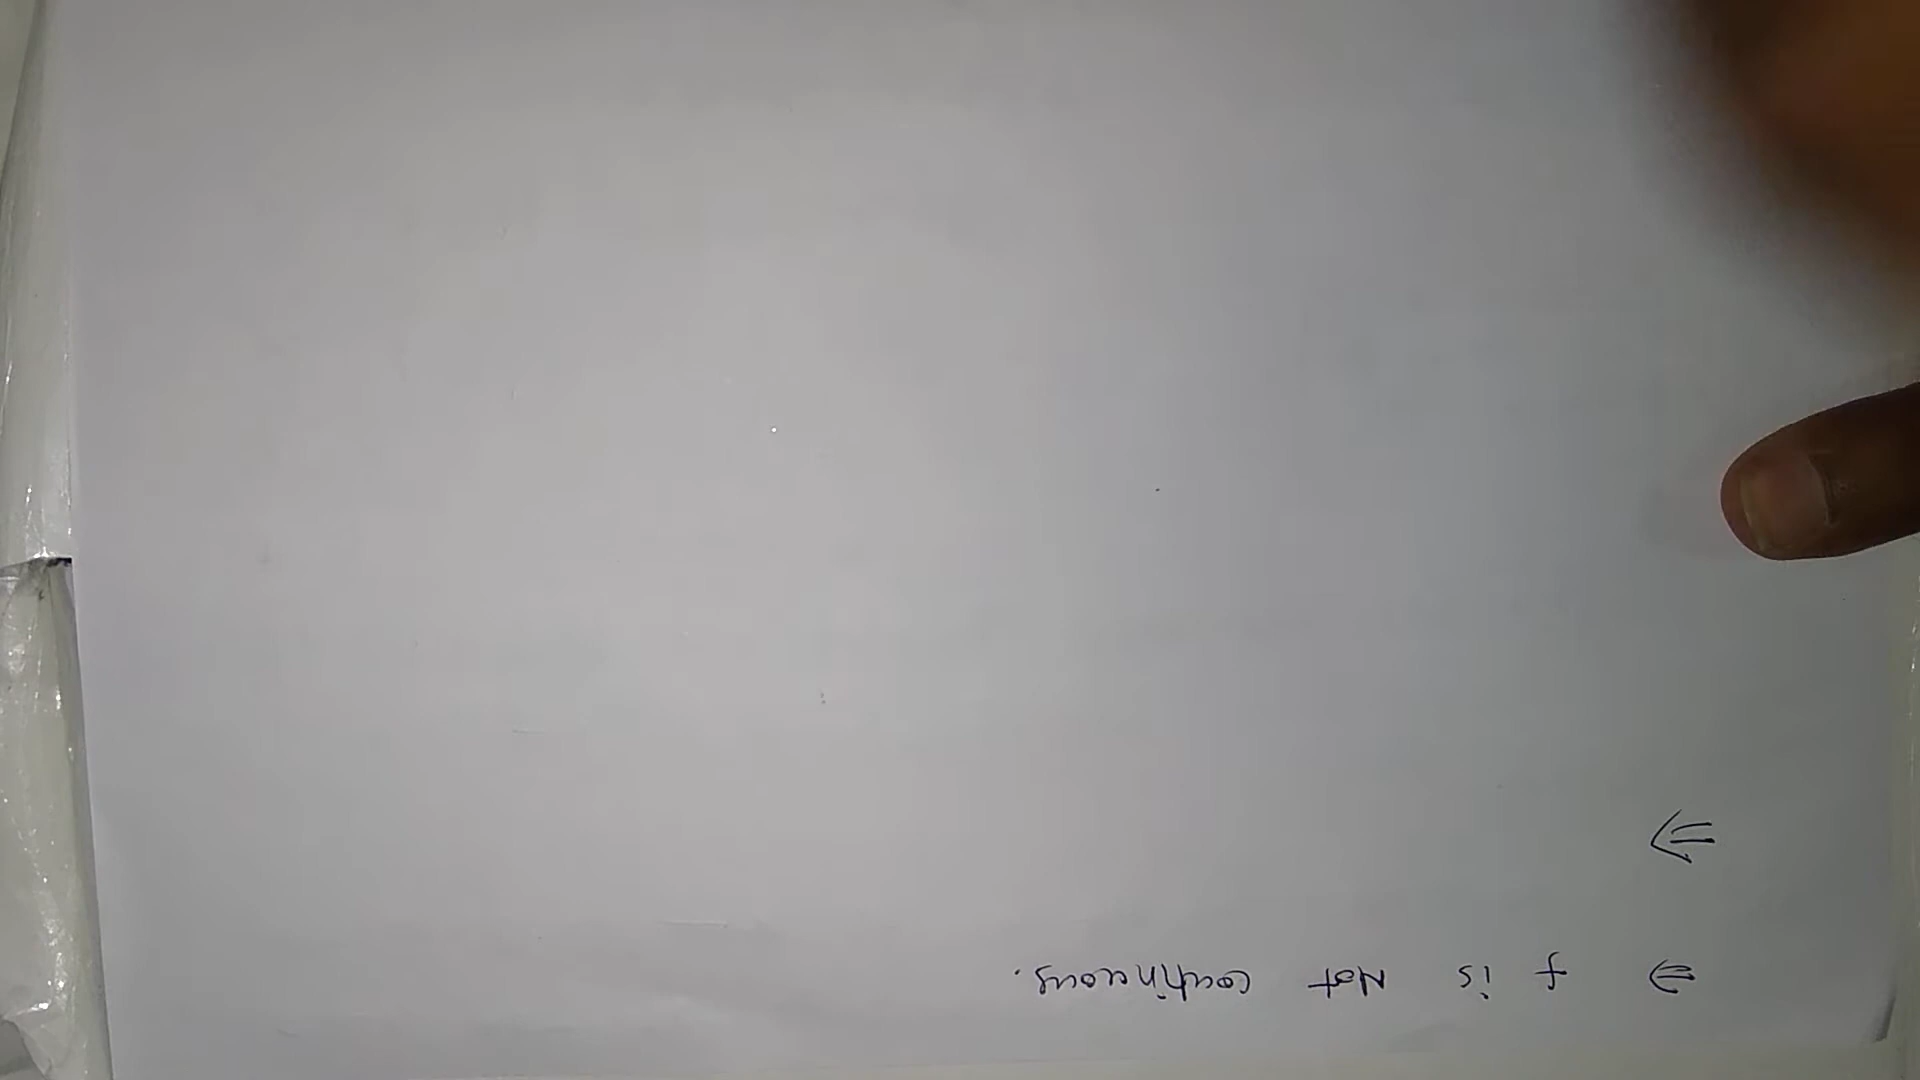 ⇒ f is Not continuous.
⇒